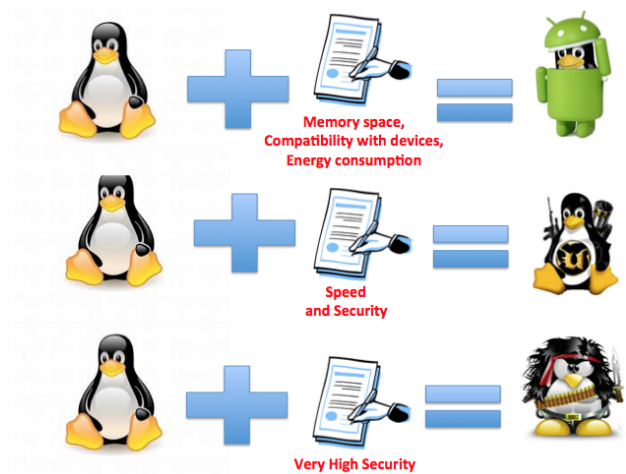 Memory space,
Compatibility with devices,
Energy consumption
Speed
and Security
Very High Security